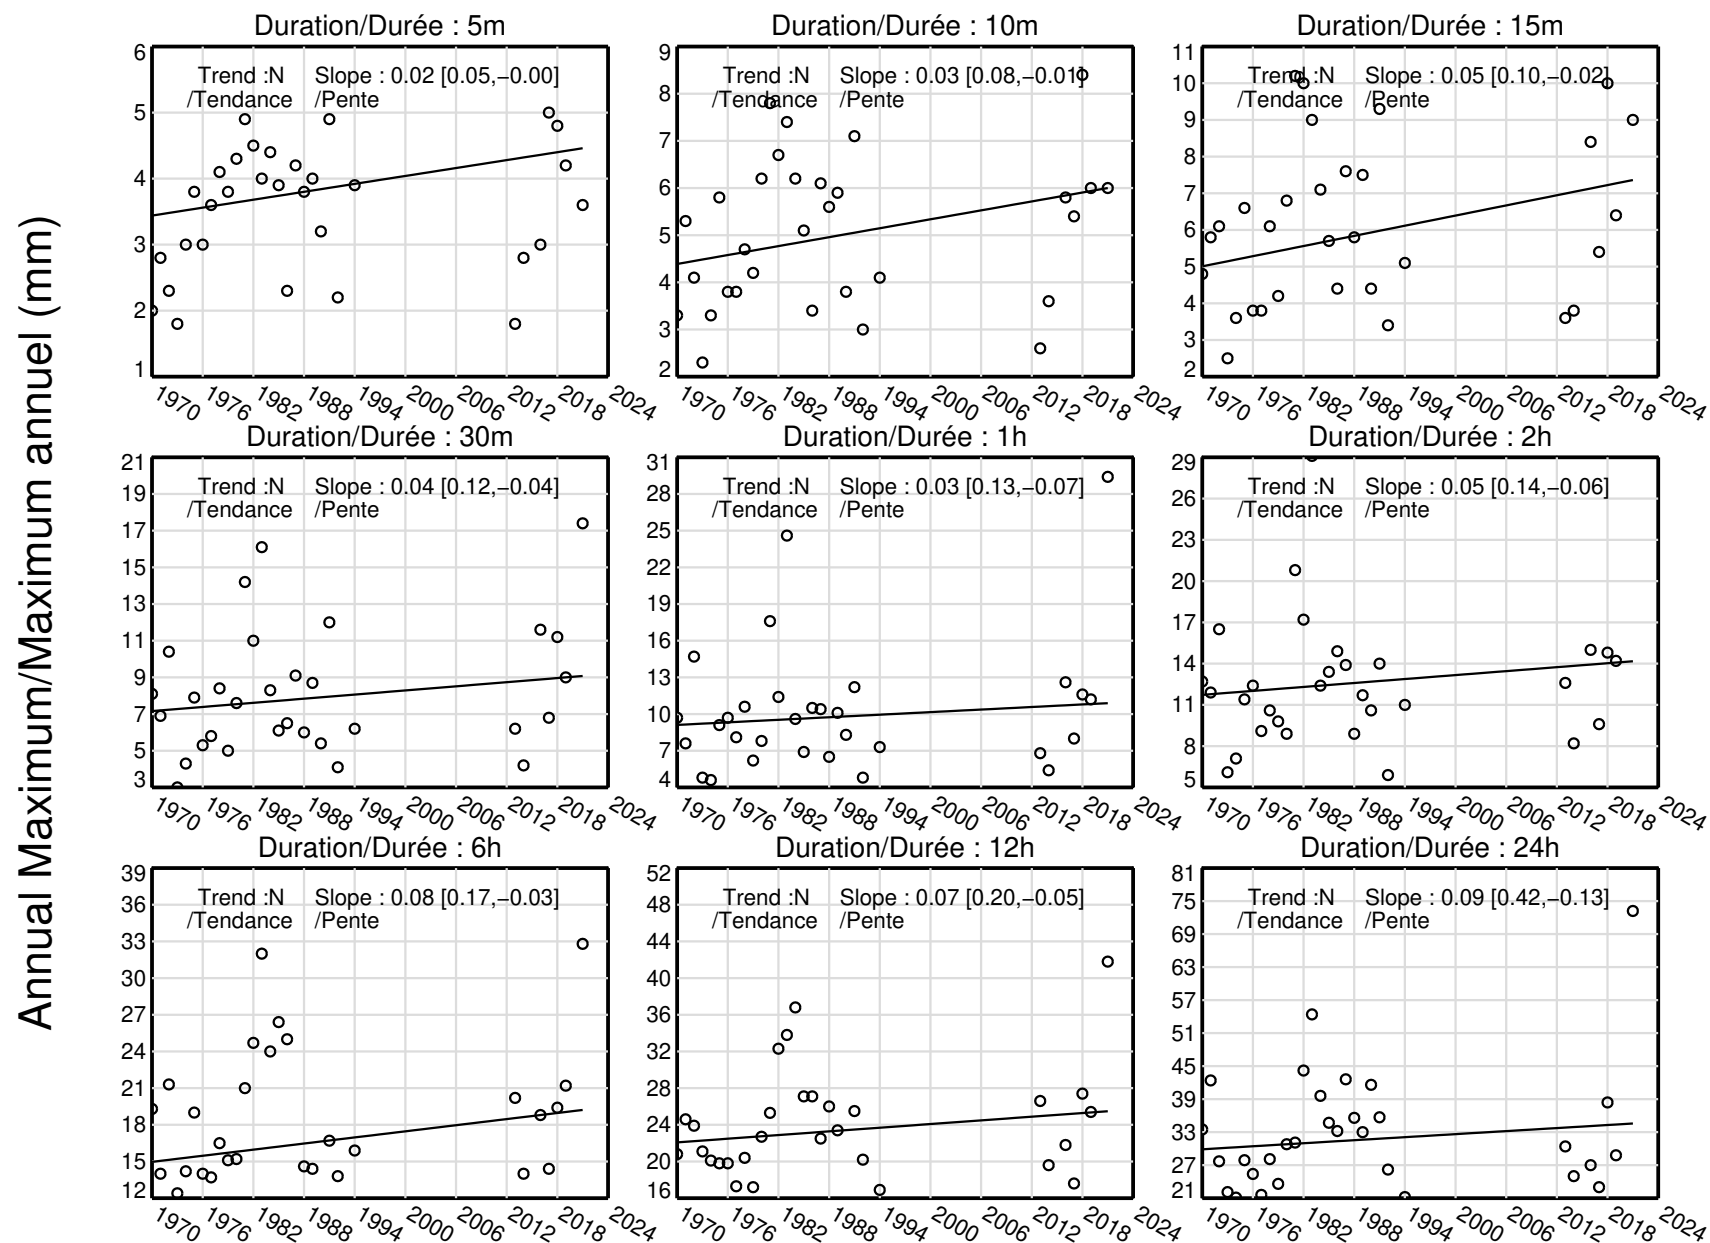 Annual Maximum/Maximum annuel (mm)
Duration/Durée : 5m
Trend :N Slope : 0.02 [0.05,−0.00]
/Tendance /Pente
6
5
4
3
2
1
1970 1976 1982 1988 1994 2000 2006 2012 2018 2024
Duration/Durée : 10m
Trend :N Slope : 0.03 [0.08,−0.01]
/Tendance /Pente
9
8
7
6
5
4
3
2
1970 1976 1982 1988 1994 2000 2006 2012 2018 2024
Duration/Durée : 15m
Trend :N Slope : 0.05 [0.10,−0.02]
/Tendance /Pente
11
10
9
8
7
6
5
4
3
2
1970 1976 1982 1988 1994 2000 2006 2012 2018 2024
Duration/Durée : 30m
Trend :N Slope : 0.04 [0.12,−0.04]
/Tendance /Pente
21
19
17
15
13
11
9
7
5
3
1970 1976 1982 1988 1994 2000 2006 2012 2018 2024
Duration/Durée : 1h
Trend :N Slope : 0.03 [0.13,−0.07]
/Tendance /Pente
31
28
25
22
19
16
13
10
7
4
1970 1976 1982 1988 1994 2000 2006 2012 2018 2024
Duration/Durée : 2h
Trend :N Slope : 0.05 [0.14,−0.06]
/Tendance /Pente
29
26
23
20
17
14
11
8
5
1970 1976 1982 1988 1994 2000 2006 2012 2018 2024
Duration/Durée : 6h
Trend :N Slope : 0.08 [0.17,−0.03]
/Tendance /Pente
39
36
33
30
27
24
21
18
15
12
1970 1976 1982 1988 1994 2000 2006 2012 2018 2024
Duration/Durée : 12h
Trend :N Slope : 0.07 [0.20,−0.05]
/Tendance /Pente
52
48
44
40
36
32
28
24
20
16
1970 1976 1982 1988 1994 2000 2006 2012 2018 2024
Duration/Durée : 24h
Trend :N Slope : 0.09 [0.42,−0.13]
/Tendance /Pente
81
75
69
63
57
51
45
39
33
27
21
1970 1976 1982 1988 1994 2000 2006 2012 2018 2024